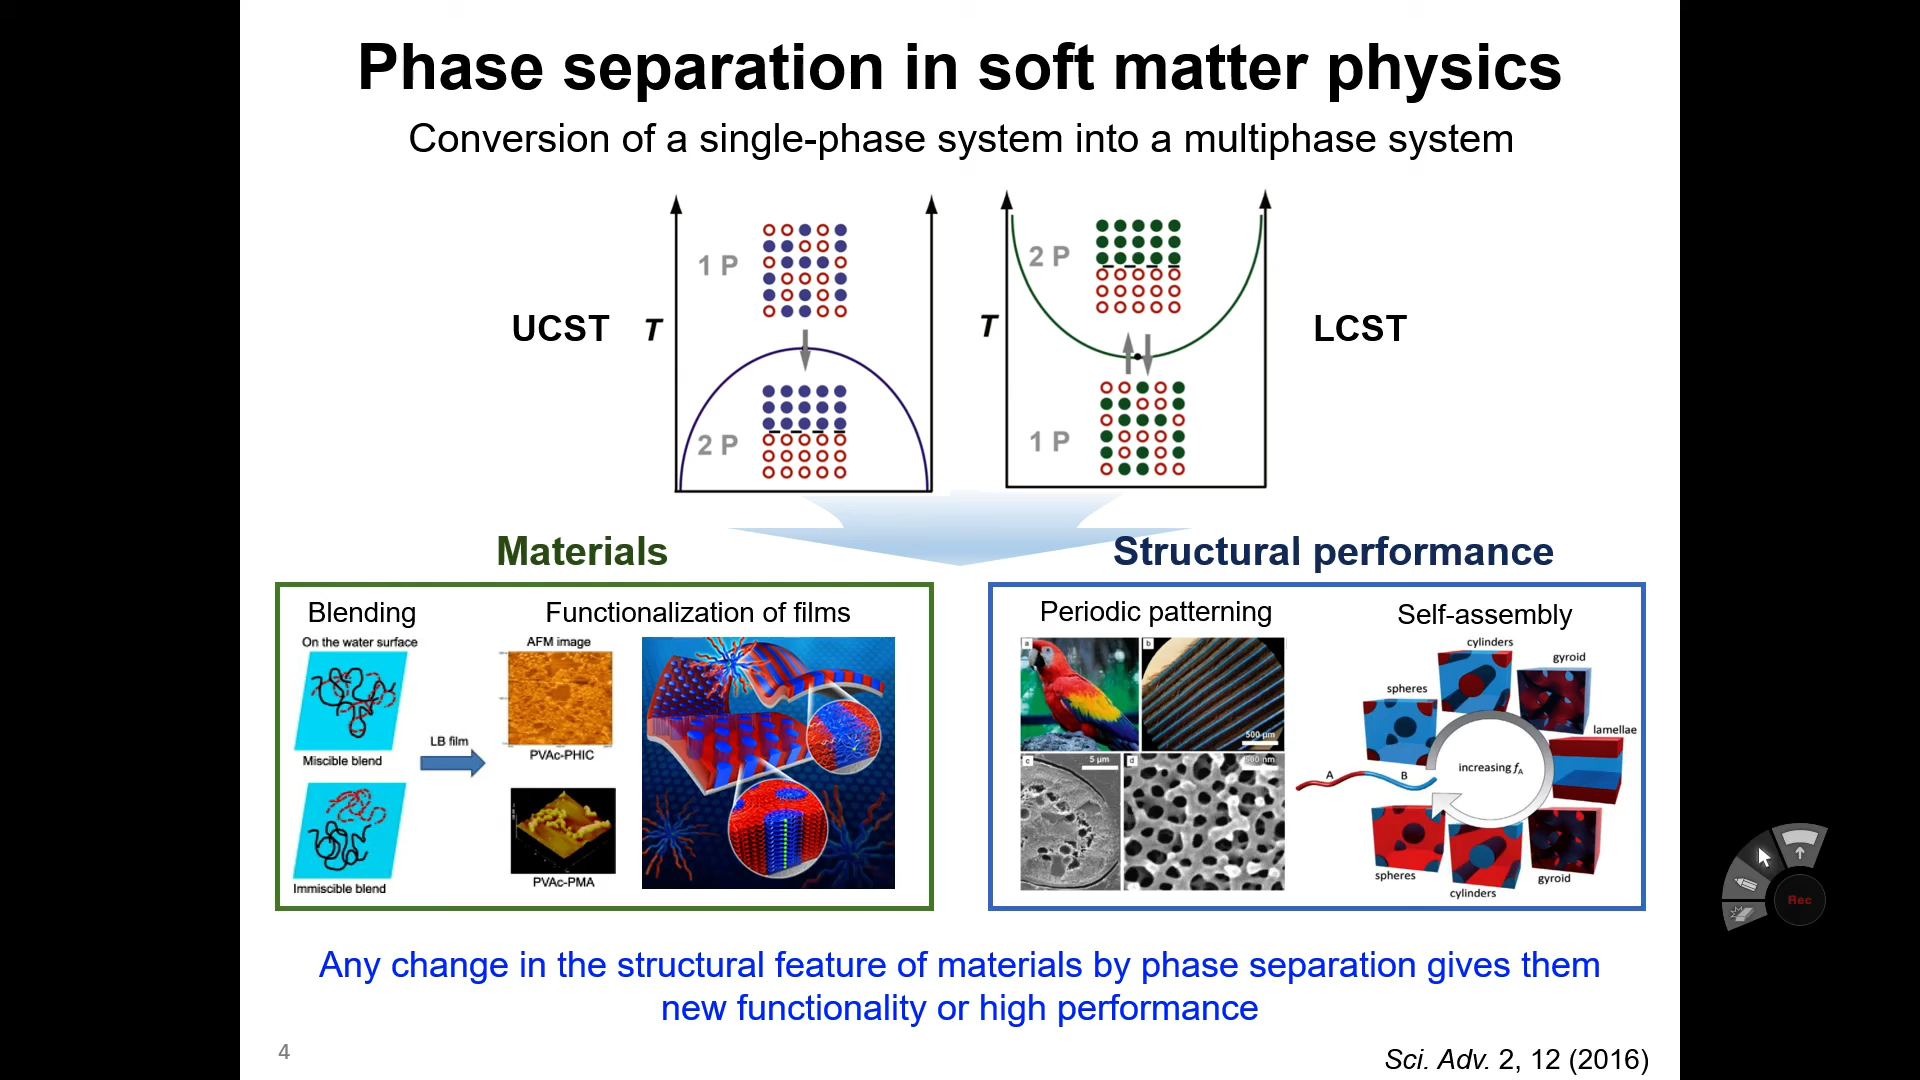 Phase separation in soft matter physics
Conversion of a single-phase system into a multiphase system
UCST
T
1 P
2 P
T
2 P
1 P
LCST
Materials
Blending
On the water surface
Miscible blend
Immiscible blend
LB film
Functionalization of films
AFM image
PVAc-PHIC
PVAc-PMA
Structural performance
Periodic patterning
a
b
500 µm
c
5 µm
d
500 nm
Self-assembly
cylinders
gyroid
spheres
lamellae
increasing fA
A
B
spheres
cylinders
gyroid
Any change in the structural feature of materials by phase separation gives them
new functionality or high performance
4
Sci. Adv. 2, 12 (2016)
Rec